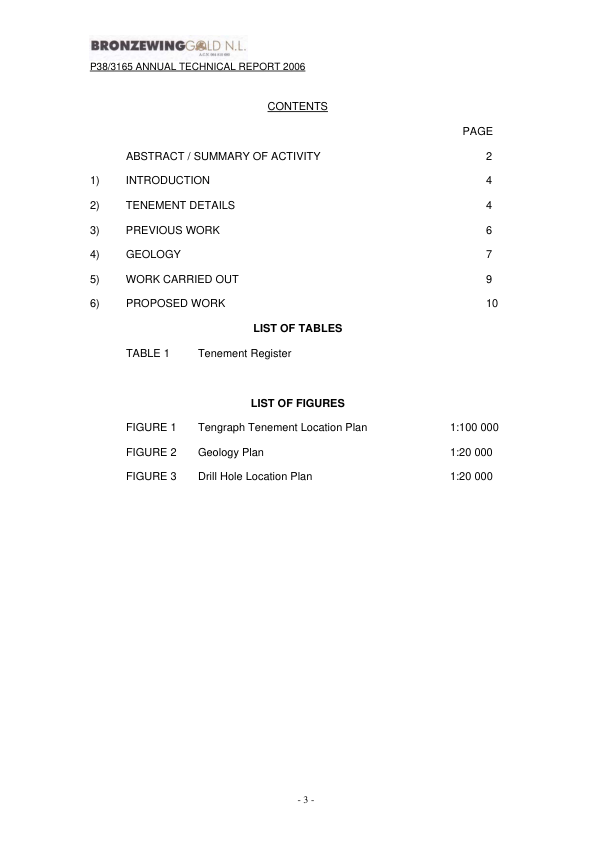 BRONZEWING GOLD N.L.
P38/3165 ANNUAL TECHNICAL REPORT 2006
CONTENTS
PAGE
ABSTRACT / SUMMARY OF ACTIVITY 2
1) INTRODUCTION 4
2) TENEMENT DETAILS 4
3) PREVIOUS WORK 6
4) GEOLOGY 7
5) WORK CARRIED OUT 9
6) PROPOSED WORK 10
LIST OF TABLES
TABLE 1 Tenement Register
LIST OF FIGURES
FIGURE 1 Tengraph Tenement Location Plan 1:100 000
FIGURE 2 Geology Plan 1:20 000
FIGURE 3 Drill Hole Location Plan 1:20 000
- 3 -